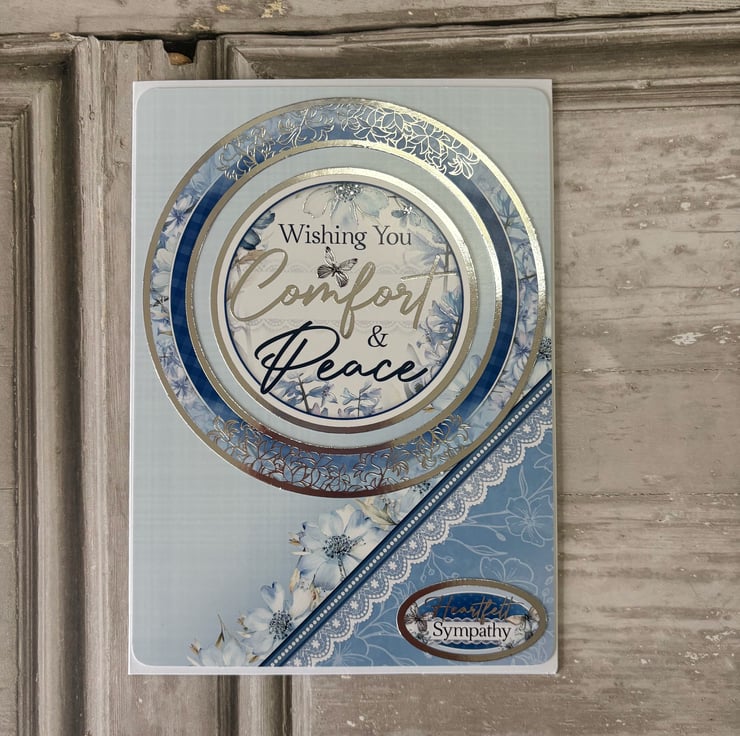 Wishing You
Comfort
&
Peace
Heartfelt
Sympathy